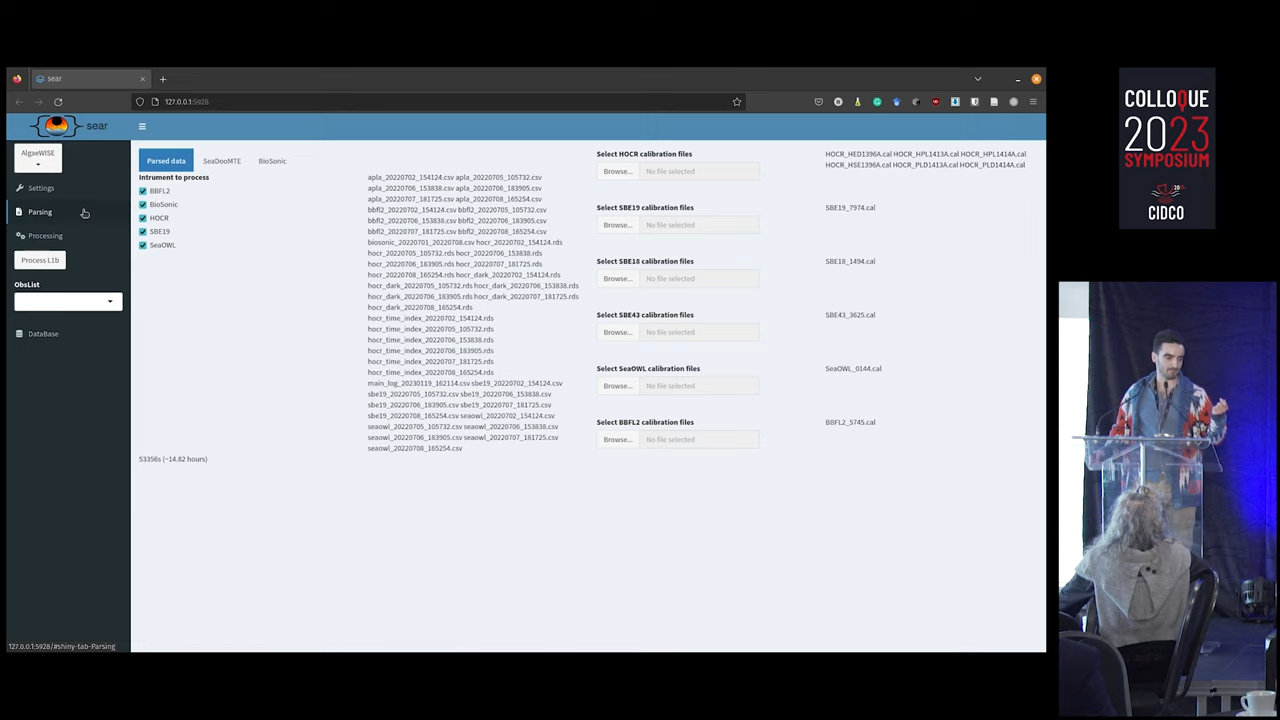 sear
127.0.0.1:5928
sear
AlgaeWISE
Settings
Parsing
Processing
Process L1b
ObsList
DataBase
Parsed data
SeaDooMTE
BioSonic
Intrument to process
BBFL2
BioSonic
HOCR
SBE19
SeaOWL
53356s (~14.82 hours)
apla_20220702_154124.csv apla_20220705_105732.csv
apla_20220706_153838.csv apla_20220706_183905.csv
apla_20220707_181725.csv apla_20220708_165254.csv
bbfl2_20220702_154124.csv bbfl2_20220705_105732.csv
bbfl2_20220706_153838.csv bbfl2_20220706_183905.csv
bbfl2_20220707_181725.csv bbfl2_20220708_165254.csv
biosonic_20220701_20220708.csv hocr_20220702_154124.rds
hocr_20220705_105732.rds hocr_20220706_153838.rds
hocr_20220706_183905.rds hocr_20220707_181725.rds
hocr_20220708_165254.rds hocr_dark_20220702_154124.rds
hocr_dark_20220705_105732.rds hocr_dark_20220706_153838.rds
hocr_dark_20220706_183905.rds hocr_dark_20220707_181725.rds
hocr_dark_20220708_165254.rds
hocr_time_index_20220702_154124.rds
hocr_time_index_20220705_105732.rds
hocr_time_index_20220706_153838.rds
hocr_time_index_20220706_183905.rds
hocr_time_index_20220707_181725.rds
hocr_time_index_20220708_165254.rds
main_log_20230119_162114.csv sbe19_20220702_154124.csv
sbe19_20220705_105732.csv sbe19_20220706_153838.csv
sbe19_20220706_183905.csv sbe19_20220707_181725.csv
sbe19_20220708_165254.csv seaowl_20220702_154124.csv
seaowl_20220705_105732.csv seaowl_20220706_153838.csv
seaowl_20220706_183905.csv seaowl_20220707_181725.csv
seaowl_20220708_165254.csv
Select HOCR calibration files
Browse... No file selected
HOCR_HED1396A.cal HOCR_HPL1413A.cal HOCR_HPL1414A.cal
HOCR_HSE1396A.cal HOCR_PLD1413A.cal HOCR_PLD1414A.cal
Select SBE19 calibration files
Browse... No file selected
SBE19_7974.cal
Select SBE18 calibration files
Browse... No file selected
SBE18_1494.cal
Select SBE43 calibration files
Browse... No file selected
SBE43_3625.cal
Select SeaOWL calibration files
Browse... No file selected
SeaOWL_0144.cal
Select BBFL2 calibration files
Browse... No file selected
BBFL2_5745.cal
127.0.0.1:5928/#shiny-tab-Parsing
COLLOQUE
2023
SYMPOSIUM
CIDCO